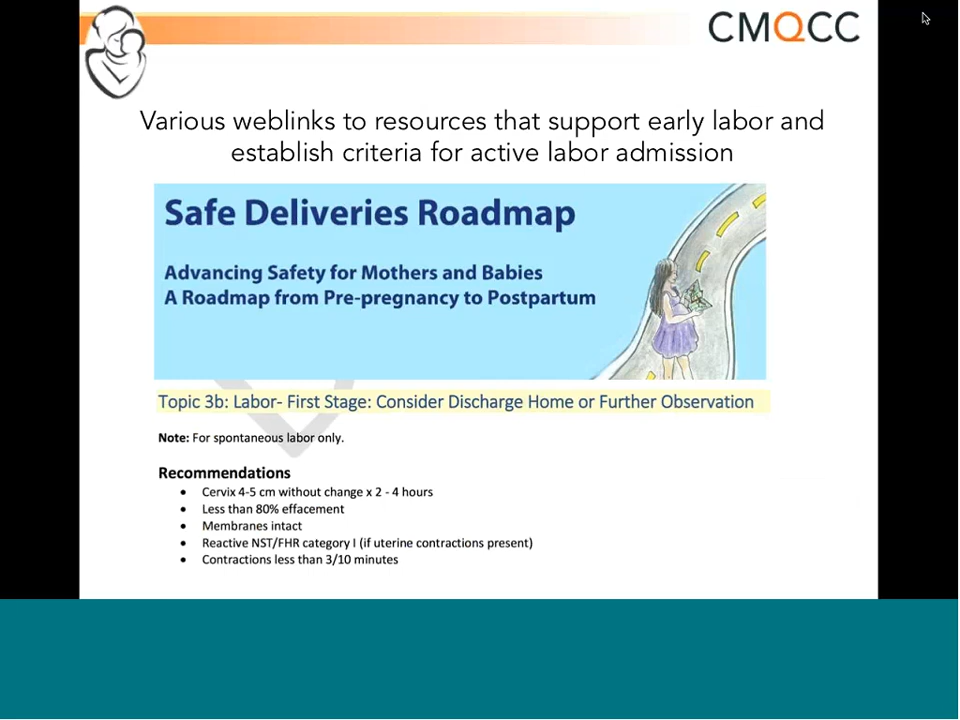 CMQCC
Various weblinks to resources that support early labor and
establish criteria for active labor admission
Safe Deliveries Roadmap
Advancing Safety for Mothers and Babies
A Roadmap from Pre-pregnancy to Postpartum
Topic 3b: Labor- First Stage: Consider Discharge Home or Further Observation
Note: For spontaneous labor only.
Recommendations
• Cervix 4-5 cm without change x 2 - 4 hours
• Less than 80% effacement
• Membranes intact
• Reactive NST/FHR category I (if uterine contractions present)
• Contractions less than 3/10 minutes